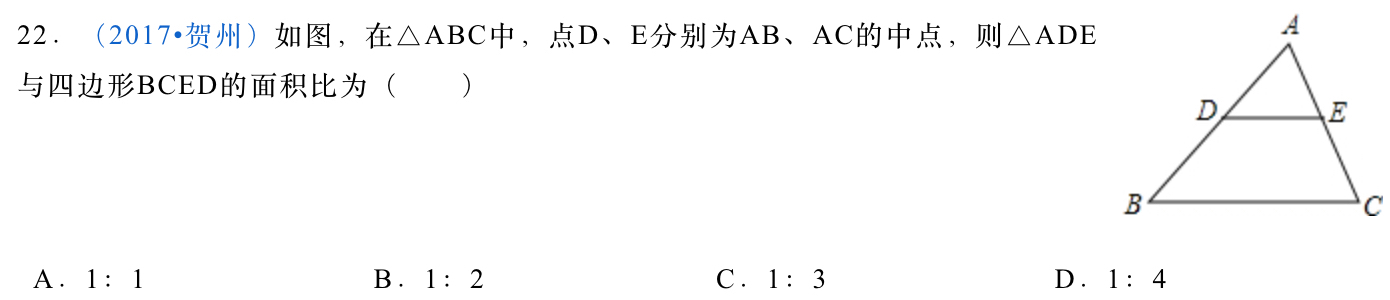 22．（2017•贺州）如图，在△ABC中，点D、E分别为AB、AC的中点，则△ADE
与四边形BCED的面积比为（　　）
A
D
E
B
C
A．1：1
B．1：2
C．1：3
D．1：4